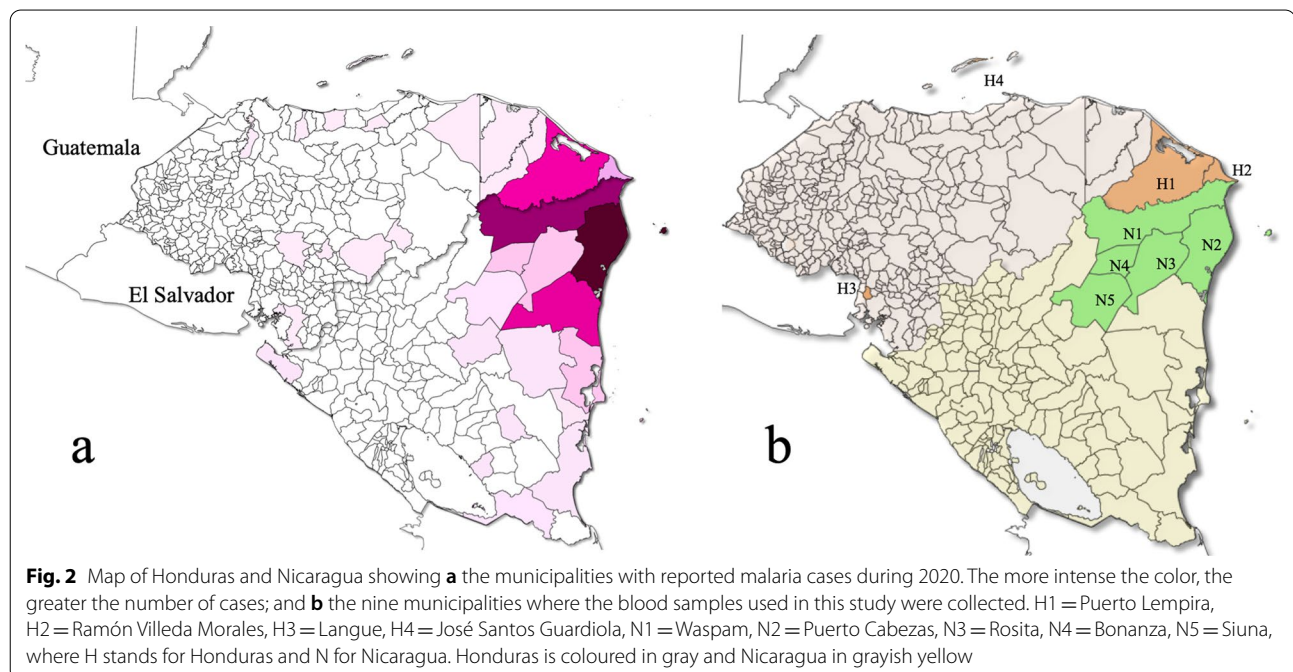 Guatemala
El Salvador
a
H4
H1
H2
N1
N2
N3
N4
H3
N5
b
Fig. 2 Map of Honduras and Nicaragua showing a the municipalities with reported malaria cases during 2020. The more intense the color, the
greater the number of cases; and b the nine municipalities where the blood samples used in this study were collected. H1 = Puerto Lempira,
H2 = Ramón Villeda Morales, H3 = Langue, H4 = José Santos Guardiola, N1 = Waspam, N2 = Puerto Cabezas, N3 = Rosita, N4 = Bonanza, N5 = Siuna,
where H stands for Honduras and N for Nicaragua. Honduras is coloured in gray and Nicaragua in grayish yellow